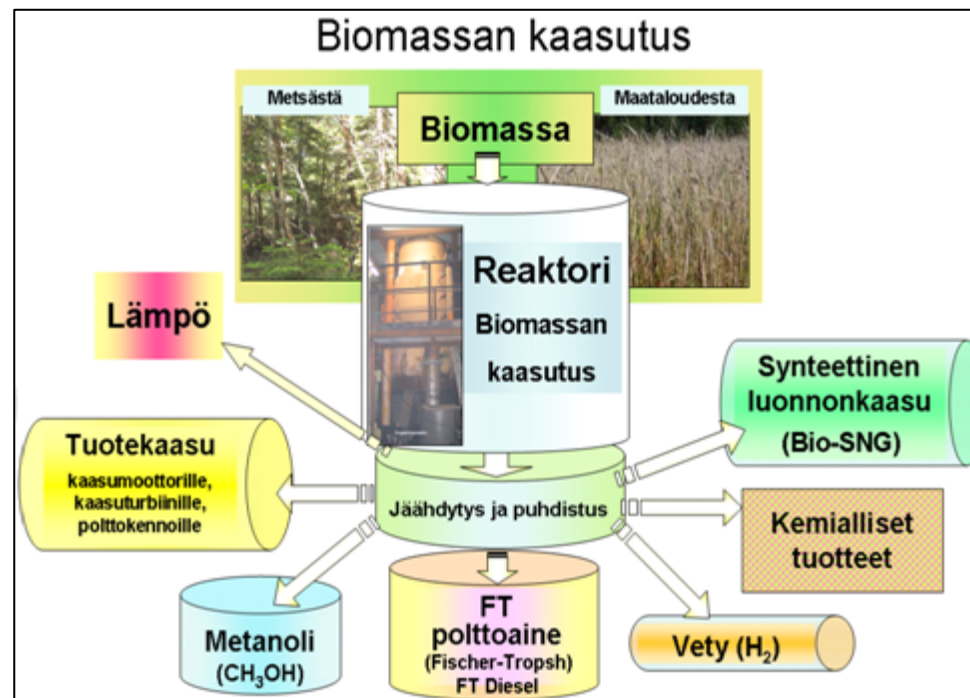 Biomassan kaasutus
Metsästä
Maataloudesta
Biomassa
Reaktori
Biomassan
kaasutus
Lämpö
Synteettinen
luonnonkaasu
(Bio-SNG)
Tuotekaasu
kaasumoottorille,
kaasuturbiinille,
polttokennoille
Jäähdytys ja puhdistus
Kemialliset
tuotteet
Metanoli
(CH₃OH)
FT
polttoaine
(Fischer-Tropsh)
FT Diesel
Vety (H₂)